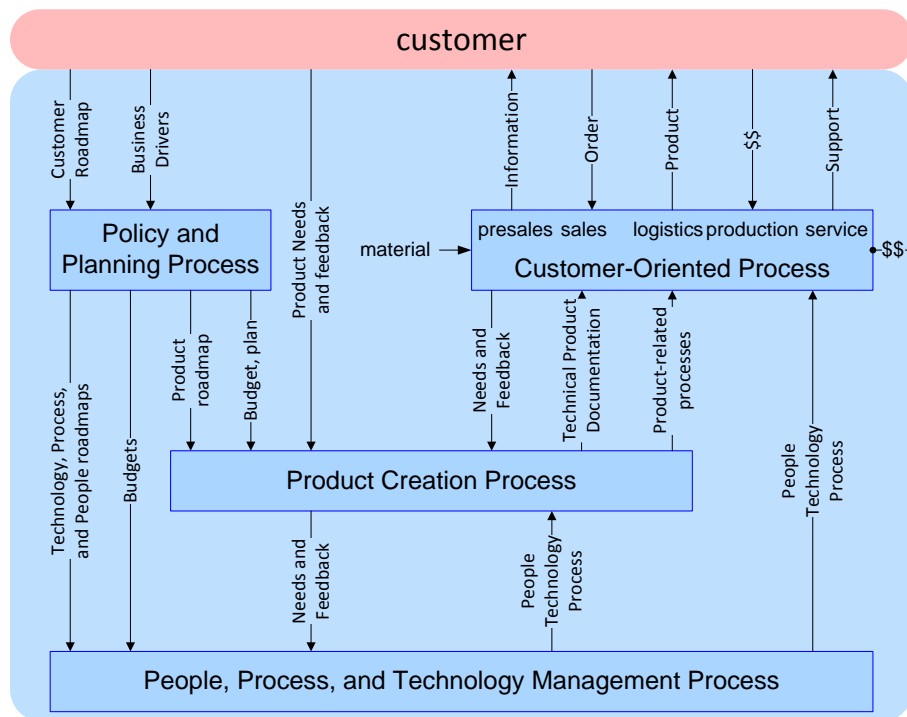 customer
Customer
Roadmap
Business
Drivers
Product Needs
and feedback
Information
Order
Product
$$
Support
Policy and
Planning Process
material
presales sales logistics production service
Customer-Oriented Process
$$
Technology, Process,
and People roadmaps
Budgets
Product
roadmap
Budget, plan
Needs and
Feedback
Technical Product
Documentation
Product-related
processes
People
Technology
Process
Product Creation Process
Needs and
Feedback
People
Technology
Process
People, Process, and Technology Management Process